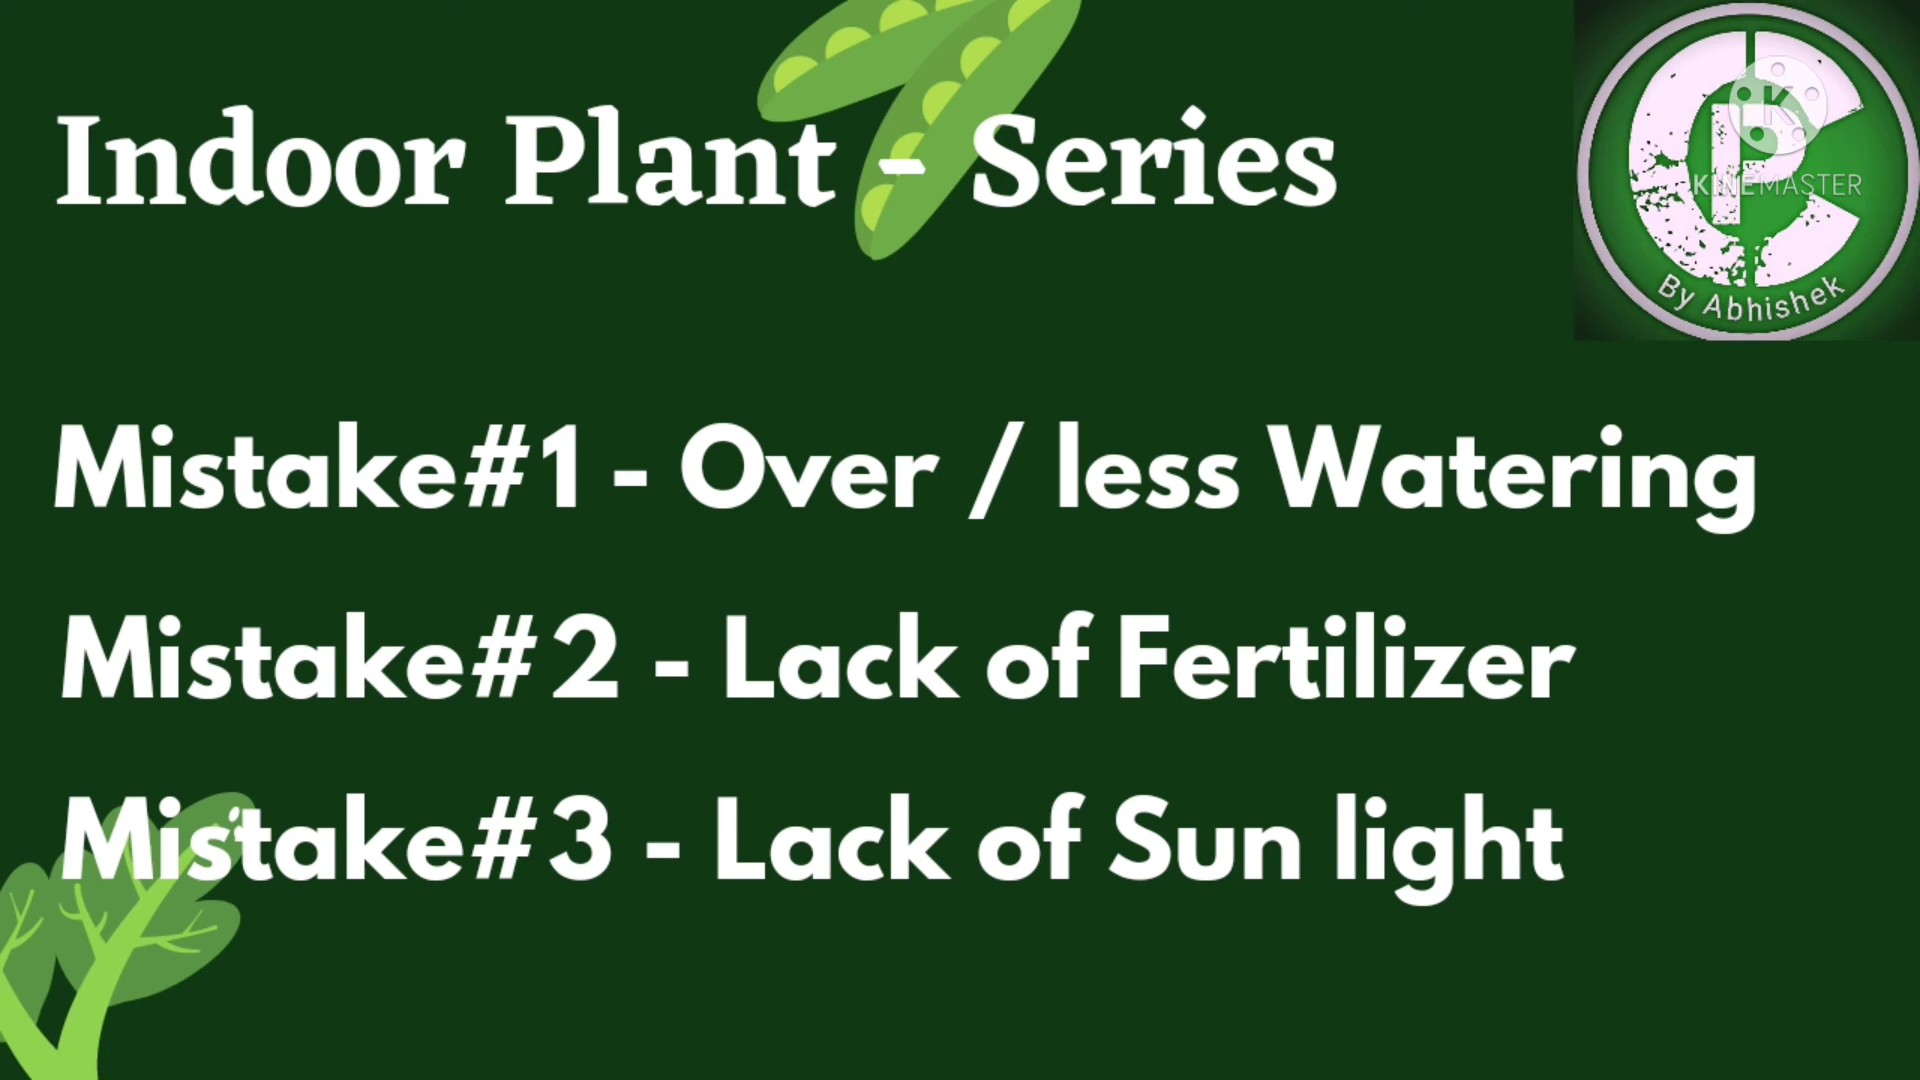 Indoor Plant - Series
PC
K
KINEMASTER
By Abhishek
Mistake#1 - Over / less Watering
Mistake#2 - Lack of Fertilizer
Mistake#3 - Lack of Sun light